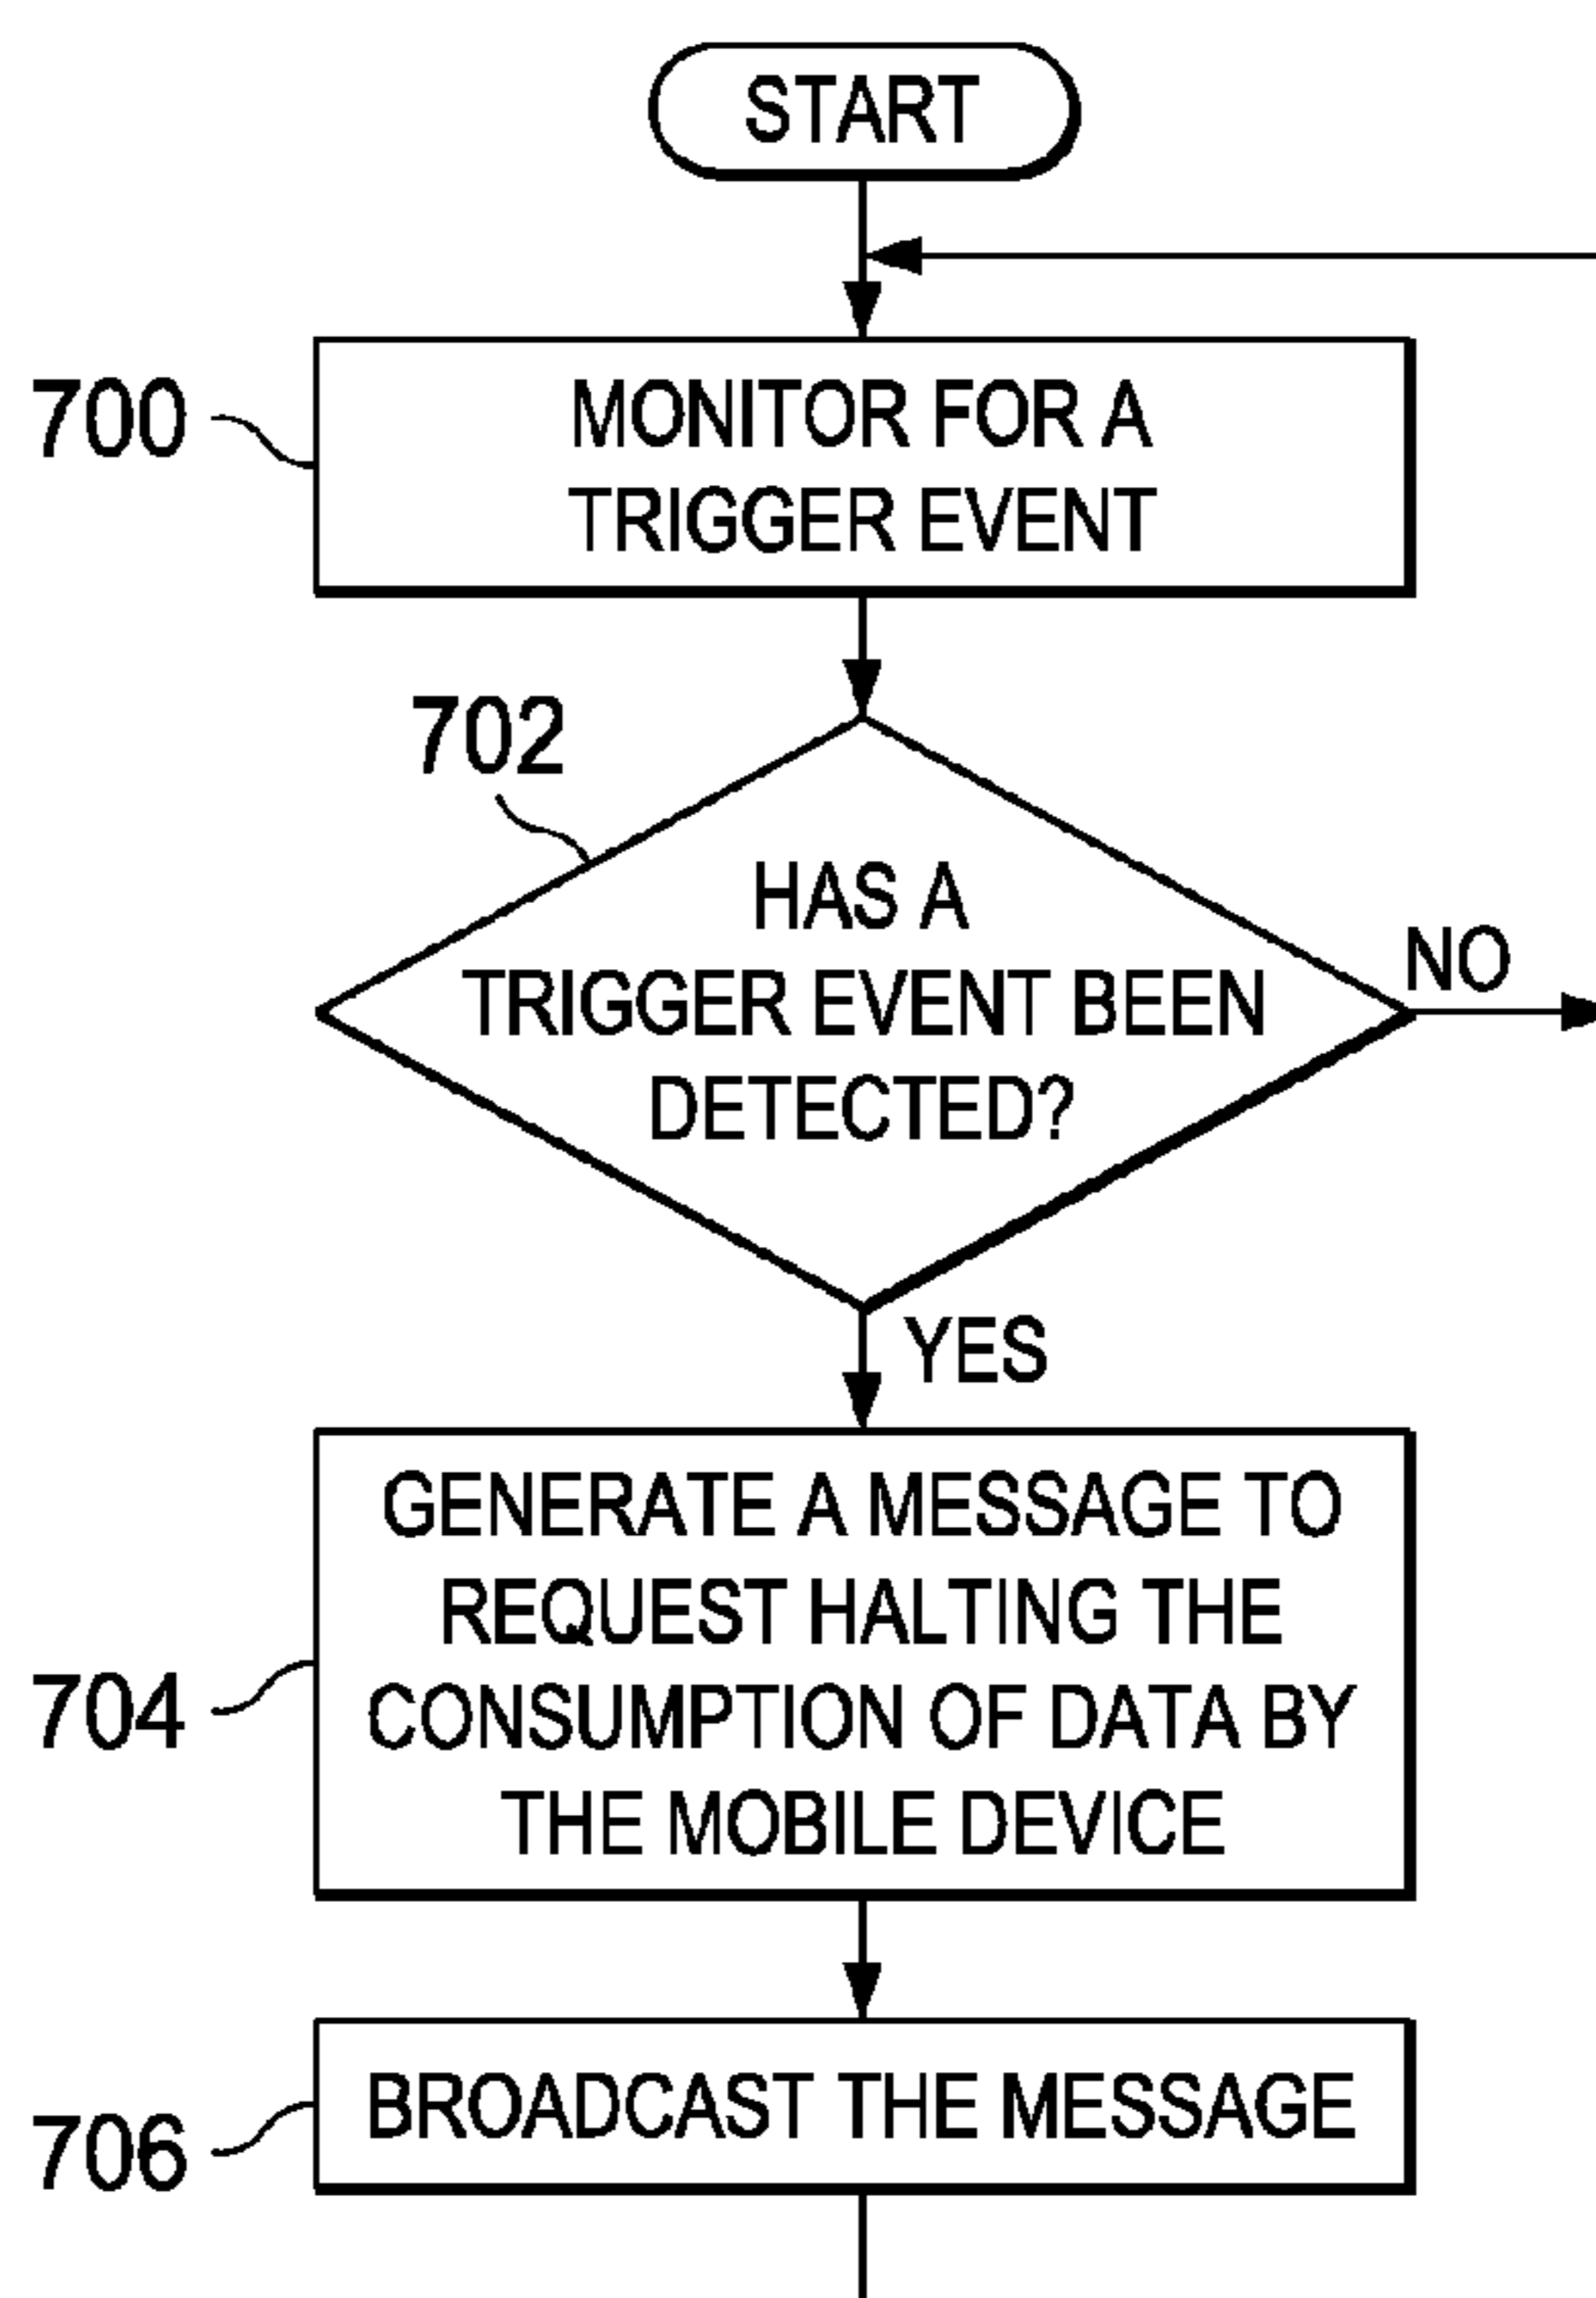 START
700
MONITOR FOR A
TRIGGER EVENT
702
HAS A
TRIGGER EVENT BEEN
DETECTED?
NO
YES
704
GENERATE A MESSAGE TO
REQUEST HALTING THE
CONSUMPTION OF DATA BY
THE MOBILE DEVICE
706
BROADCAST THE MESSAGE